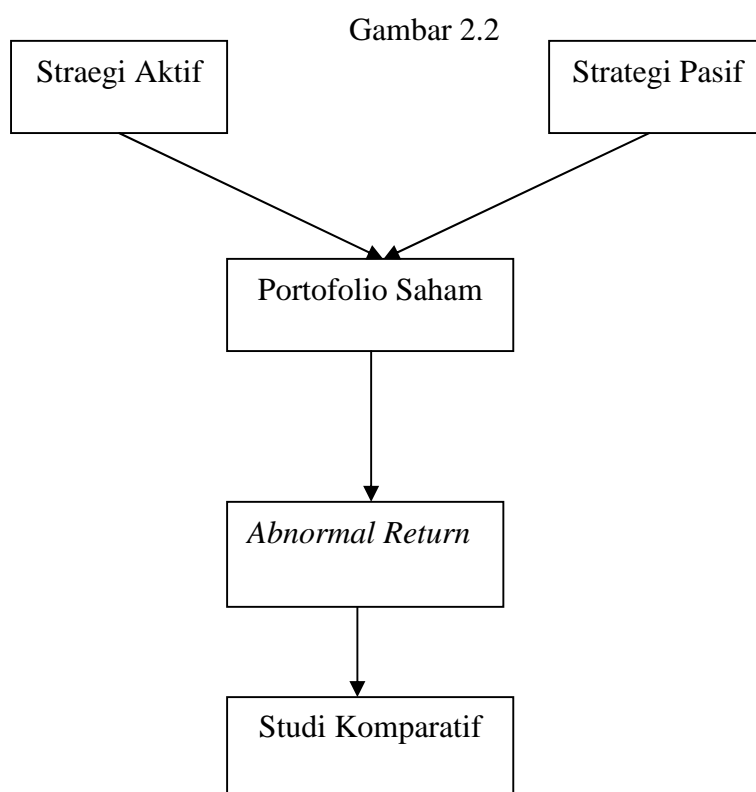 Gambar 2.2
Straegi Aktif
Strategi Pasif
Portofolio Saham
Abnormal Return
Studi Komparatif